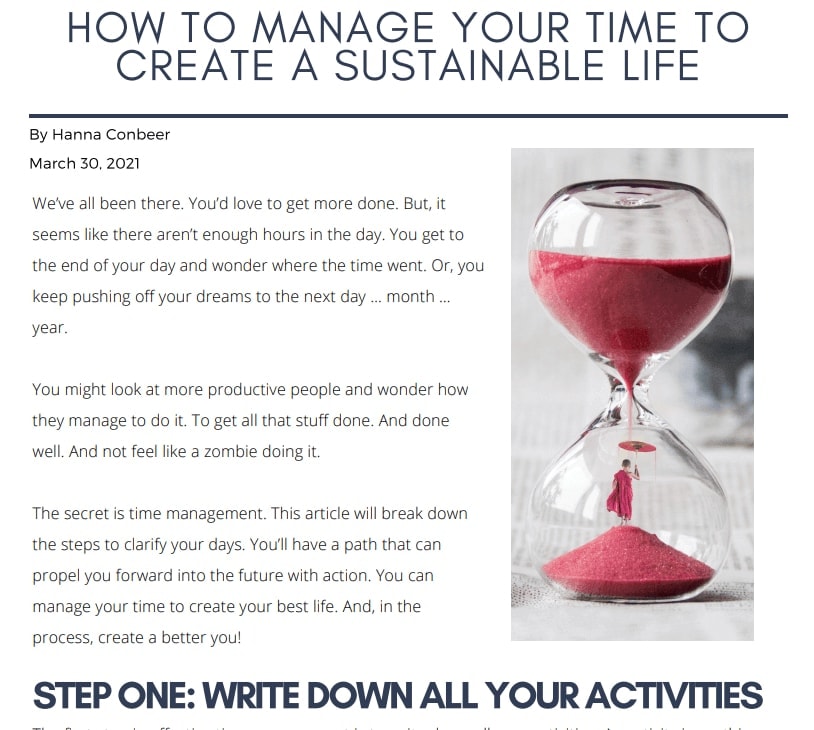 HOW TO MANAGE YOUR TIME TO
CREATE A SUSTAINABLE LIFE
By Hanna Conbeer
March 30, 2021
We’ve all been there. You’d love to get more done. But, it
seems like there aren’t enough hours in the day. You get to
the end of your day and wonder where the time went. Or, you
keep pushing off your dreams to the next day ... month ...
year.
You might look at more productive people and wonder how
they manage to do it. To get all that stuff done. And done
well. And not feel like a zombie doing it.
The secret is time management. This article will break down
the steps to clarify your days. You’ll have a path that can
propel you forward into the future with action. You can
manage your time to create your best life. And, in the
process, create a better you!
STEP ONE: WRITE DOWN ALL YOUR ACTIVITIES